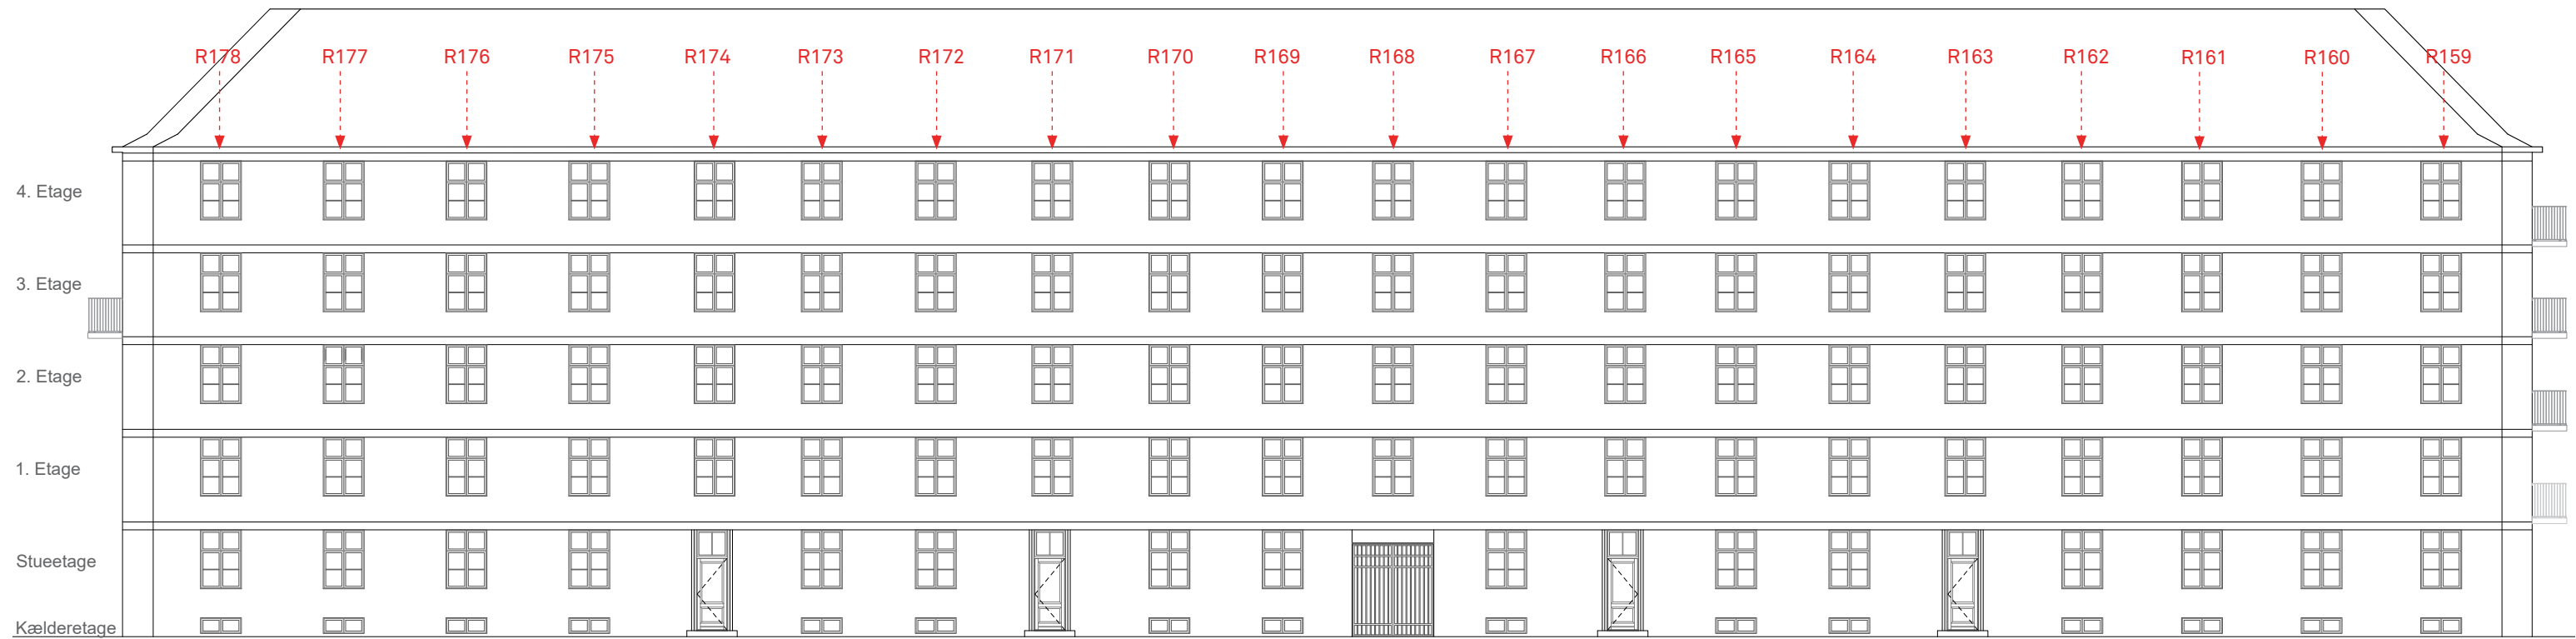 R178 R177 R176 R175 R174 R173 R172 R171 R170 R169 R168 R167 R166 R165 R164 R163 R162 R161 R160 R159
4. Etage
3. Etage
2. Etage
1. Etage
Stueetage
Kælderetage